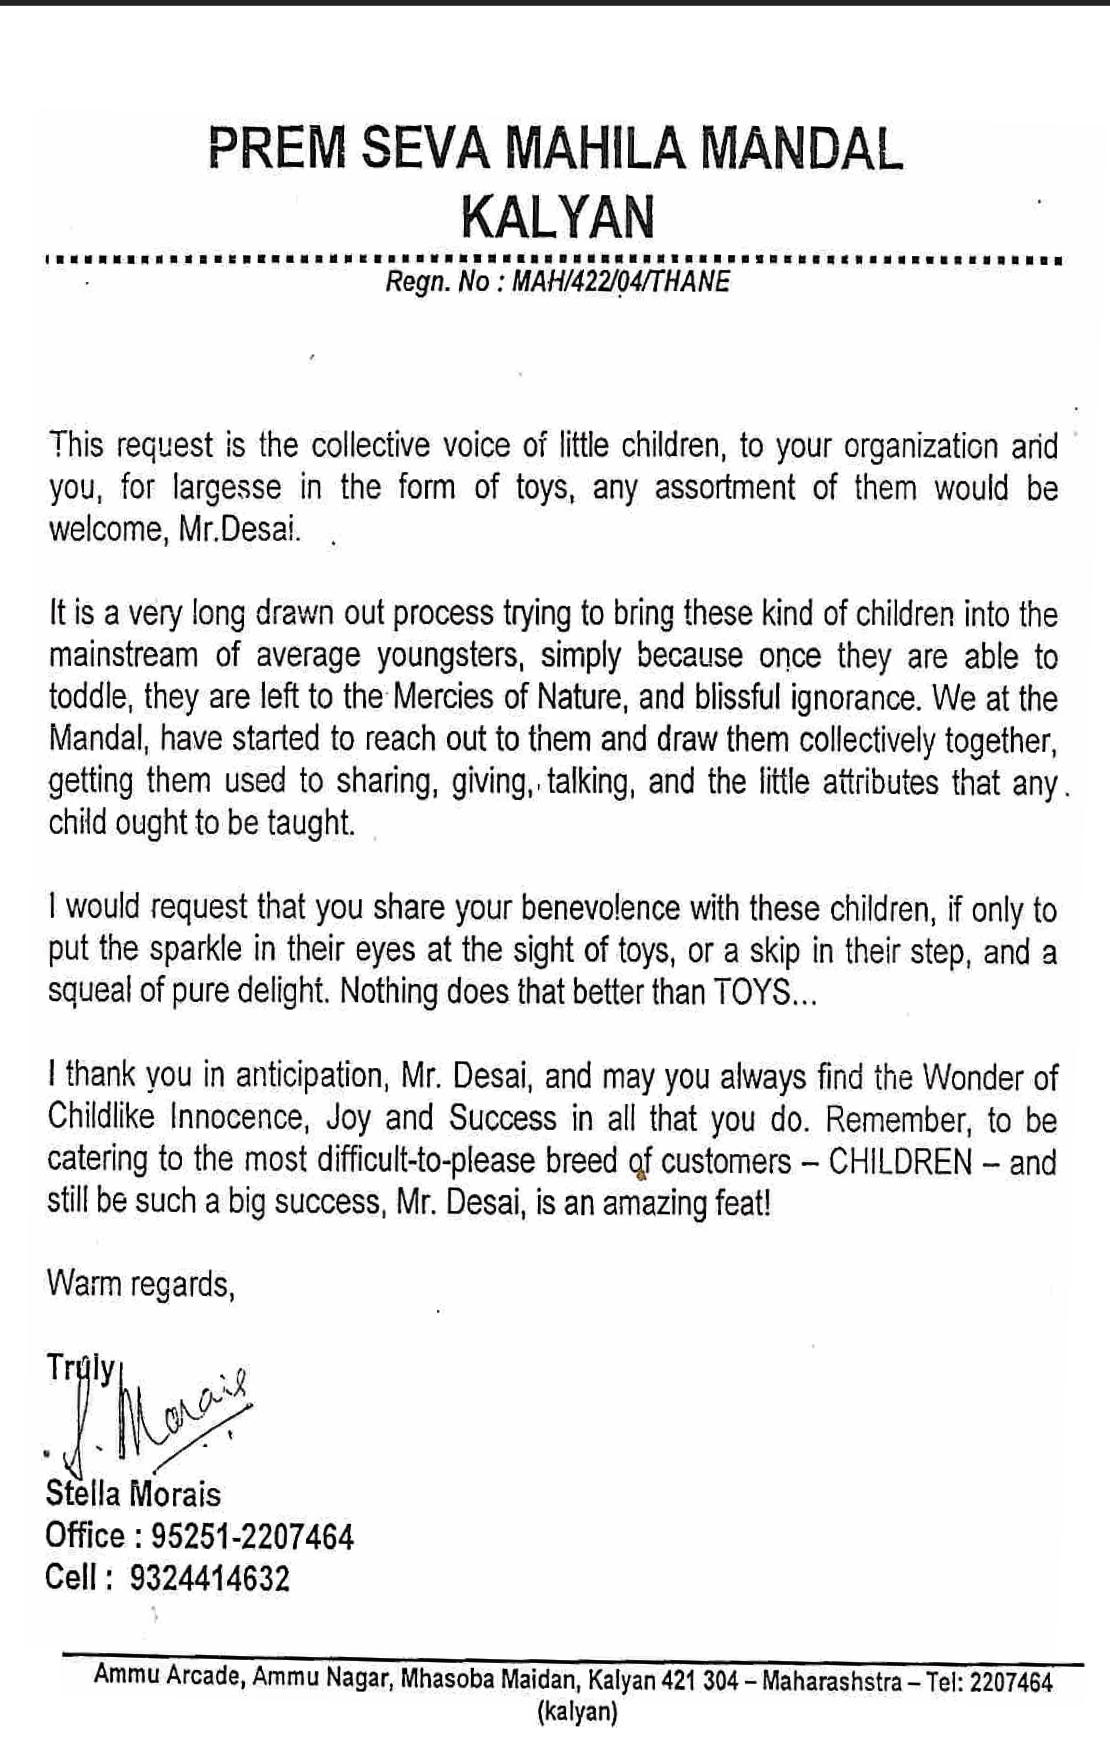 PREM SEVA MAHILA MANDAL
KALYAN
Regn. No : MAH/422/04/THANE
This request is the collective voice of little children, to your organization and
you, for largesse in the form of toys, any assortment of them would be
welcome, Mr.Desai.
It is a very long drawn out process trying to bring these kind of children into the
mainstream of average youngsters, simply because once they are able to
toddle, they are left to the Mercies of Nature, and blissful ignorance. We at the
Mandal, have started to reach out to them and draw them collectively together,
getting them used to sharing, giving, talking, and the little attributes that any
child ought to be taught.
I would request that you share your benevolence with these children, if only to
put the sparkle in their eyes at the sight of toys, or a skip in their step, and a
squeal of pure delight. Nothing does that better than TOYS...
I thank you in anticipation, Mr. Desai, and may you always find the Wonder of
Childlike Innocence, Joy and Success in all that you do. Remember, to be
catering to the most difficult-to-please breed of customers – CHILDREN – and
still be such a big success, Mr. Desai, is an amazing feat!
Warm regards,
Truly,
S. Morais
Stella Morais
Office : 95251-2207464
Cell : 9324414632
Ammu Arcade, Ammu Nagar, Mhasoba Maidan, Kalyan 421 304 – Maharashstra – Tel: 2207464
(kalyan)